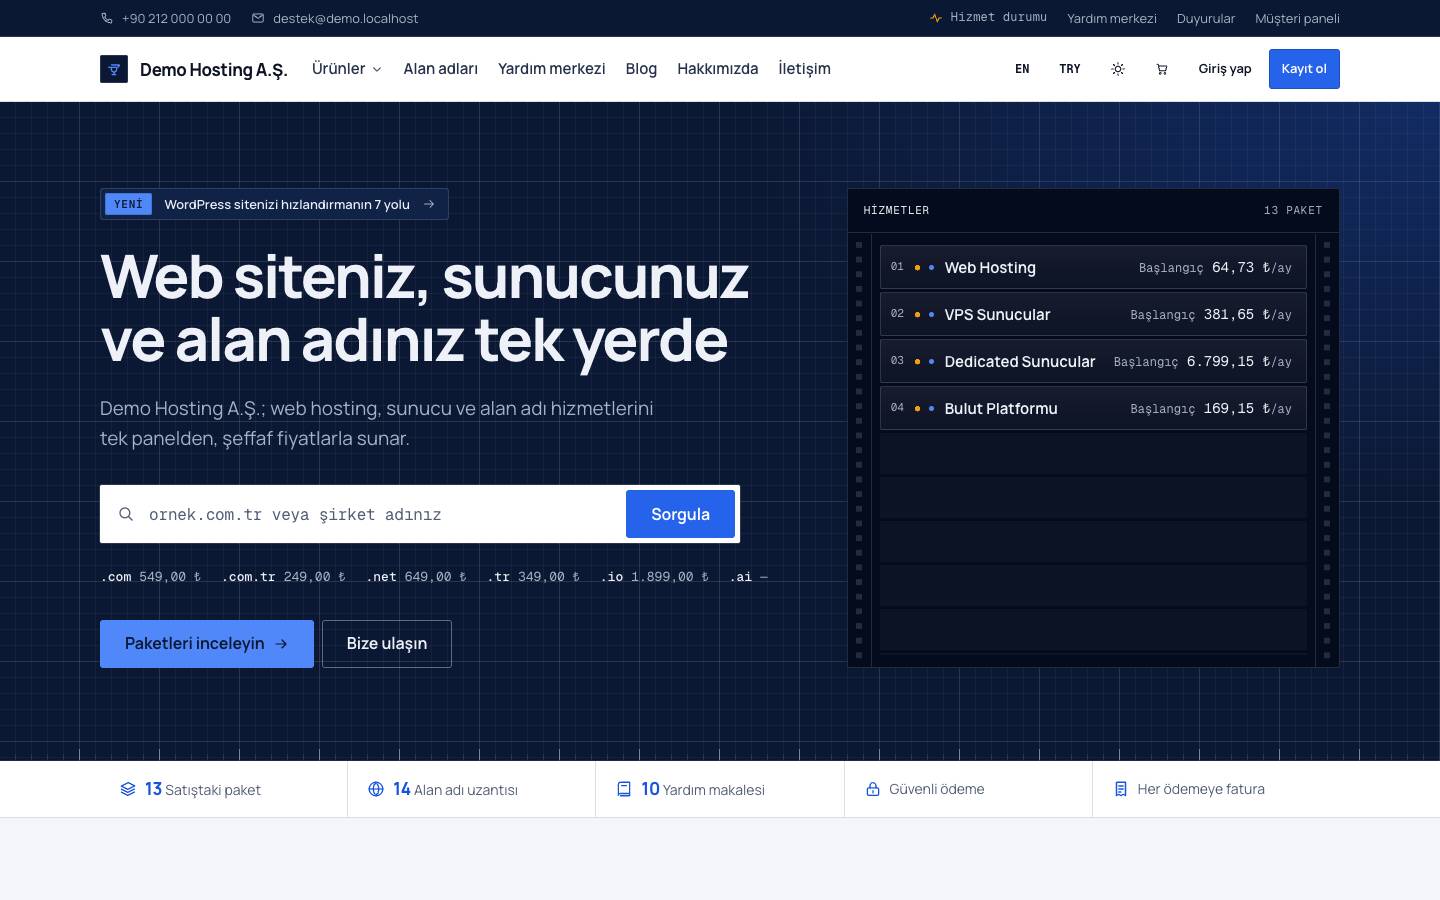 +90 212 000 00 00
destek@demo.localhost
Hizmet durumu
Yardım merkezi
Duyurular
Müşteri paneli
Demo Hosting A.Ş.
Ürünler
Alan adları
Yardım merkezi
Blog
Hakkımızda
İletişim
EN
TRY
Giriş yap
Kayıt ol
YENİ
WordPress sitenizi hızlandırmanın 7 yolu
Web siteniz, sunucunuz
ve alan adınız tek yerde
Demo Hosting A.Ş.; web hosting, sunucu ve alan adı hizmetlerini
tek panelden, şeffaf fiyatlarla sunar.
ornek.com.tr veya şirket adınız
Sorgula
.com 549,00 ₺
.com.tr 249,00 ₺
.net 649,00 ₺
.tr 349,00 ₺
.io 1.899,00 ₺
.ai —
Paketleri inceleyin
Bize ulaşın
HİZMETLER
13 PAKET
01 Web Hosting Başlangıç 64,73 ₺/ay
02 VPS Sunucular Başlangıç 381,65 ₺/ay
03 Dedicated Sunucular Başlangıç 6.799,15 ₺/ay
04 Bulut Platformu Başlangıç 169,15 ₺/ay
13 Satıştaki paket
14 Alan adı uzantısı
10 Yardım makalesi
Güvenli ödeme
Her ödemeye fatura